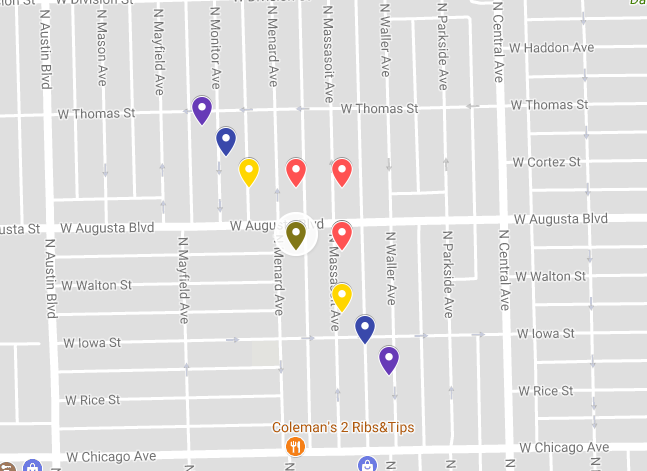 W Division St
N Austin Blvd
N Mason Ave
N Mayfield Ave
N Monitor Ave
N Menard Ave
N Massasoit Ave
N Waller Ave
N Parkside Ave
N Central Ave
W Haddon Ave
W Thomas St
W Thomas St
W Thomas St
W Cortez St
usta St
W Augusta Blvd
W Augusta Blvd
W Augusta Blvd
N Austin Blvd
N Mayfield Ave
N Menard Ave
N Massasoit Ave
N Waller Ave
N Parkside Ave
N Central Ave
W Walton St
W Walton St
W Iowa St
W Iowa St
W Rice St
W Rice St
Coleman's 2 Ribs&Tips
W Chicago Ave
W Chicago Ave